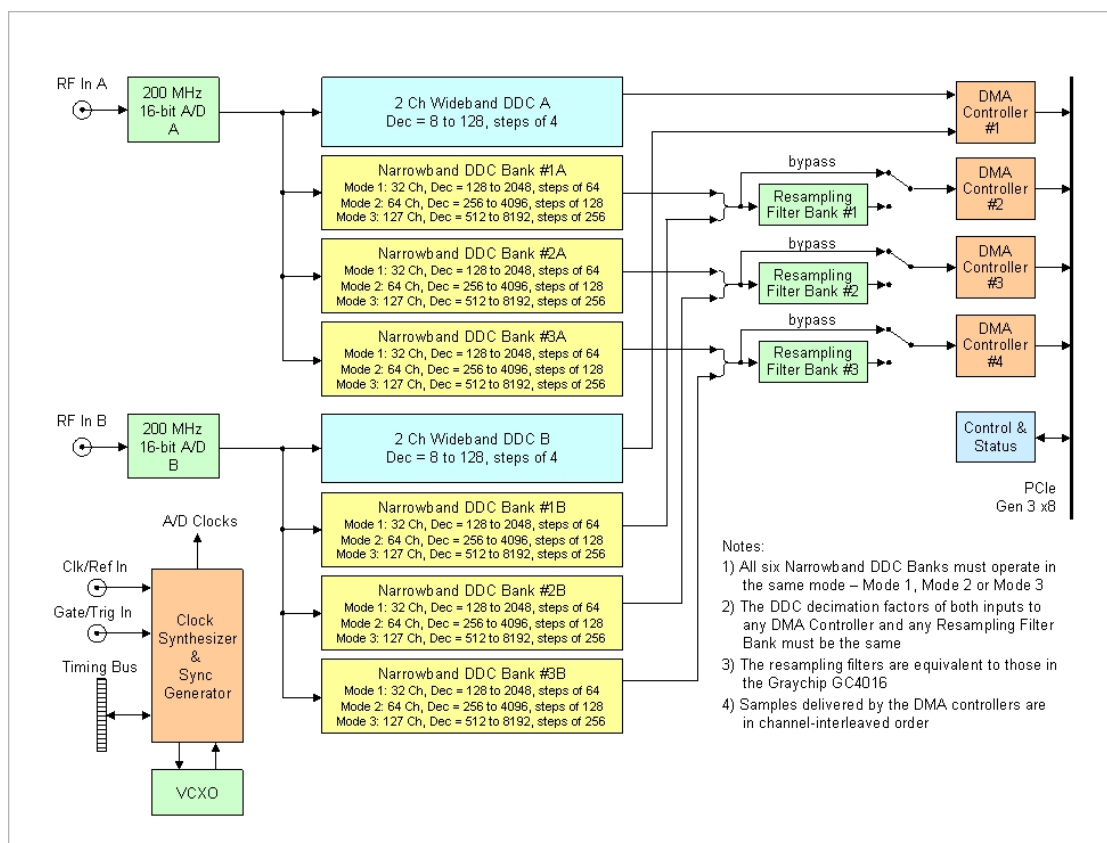 RF In A
200 MHz
16-bit A/D
A
2 Ch Wideband DDC A
Dec = 8 to 128, steps of 4
Narrowband DDC Bank #1A
Mode 1: 32 Ch, Dec = 128 to 2048, steps of 64
Mode 2: 64 Ch, Dec = 256 to 4096, steps of 128
Mode 3: 127 Ch, Dec = 512 to 8192, steps of 256
Narrowband DDC Bank #2A
Mode 1: 32 Ch, Dec = 128 to 2048, steps of 64
Mode 2: 64 Ch, Dec = 256 to 4096, steps of 128
Mode 3: 127 Ch, Dec = 512 to 8192, steps of 256
Narrowband DDC Bank #3A
Mode 1: 32 Ch, Dec = 128 to 2048, steps of 64
Mode 2: 64 Ch, Dec = 256 to 4096, steps of 128
Mode 3: 127 Ch, Dec = 512 to 8192, steps of 256
bypass
Resampling
Filter Bank #1
bypass
Resampling
Filter Bank #2
bypass
Resampling
Filter Bank #3
DMA
Controller
#1
DMA
Controller
#2
DMA
Controller
#3
DMA
Controller
#4
Control &
Status
PCIe
Gen 3 x8
RF In B
200 MHz
16-bit A/D
B
2 Ch Wideband DDC B
Dec = 8 to 128, steps of 4
Narrowband DDC Bank #1B
Mode 1: 32 Ch, Dec = 128 to 2048, steps of 64
Mode 2: 64 Ch, Dec = 256 to 4096, steps of 128
Mode 3: 127 Ch, Dec = 512 to 8192, steps of 256
Narrowband DDC Bank #2B
Mode 1: 32 Ch, Dec = 128 to 2048, steps of 64
Mode 2: 64 Ch, Dec = 256 to 4096, steps of 128
Mode 3: 127 Ch, Dec = 512 to 8192, steps of 256
Narrowband DDC Bank #3B
Mode 1: 32 Ch, Dec = 128 to 2048, steps of 64
Mode 2: 64 Ch, Dec = 256 to 4096, steps of 128
Mode 3: 127 Ch, Dec = 512 to 8192, steps of 256
A/D Clocks
Clk/Ref In
Gate/Trig In
Timing Bus
Clock
Synthesizer
&
Sync
Generator
VCXO
Notes:
1) All six Narrowband DDC Banks must operate in
the same mode – Mode 1, Mode 2 or Mode 3
2) The DDC decimation factors of both inputs to
any DMA Controller and any Resampling Filter
Bank must be the same
3) The resampling filters are equivalent to those in
the Graychip GC4016
4) Samples delivered by the DMA controllers are
in channel-interleaved order